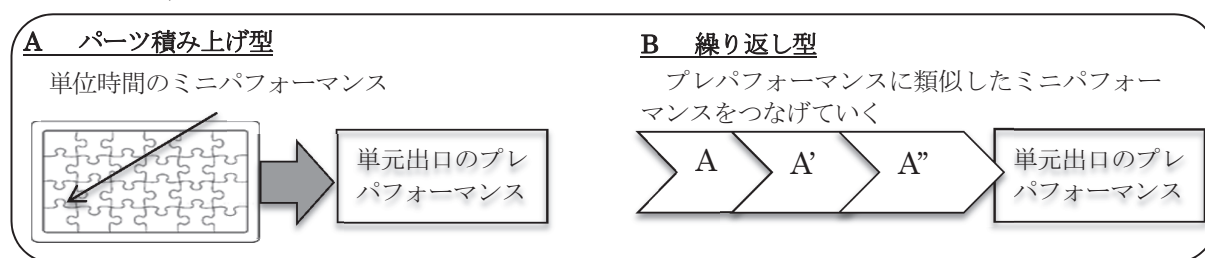 A　パーツ積み上げ型
単位時間のミニパフォーマンス
単元出口のプレ
パフォーマンス
B　繰り返し型
プレパフォーマンスに類似したミニパフォー
マンスをつなげていく
A
A'
A”
単元出口のプレ
パフォーマンス